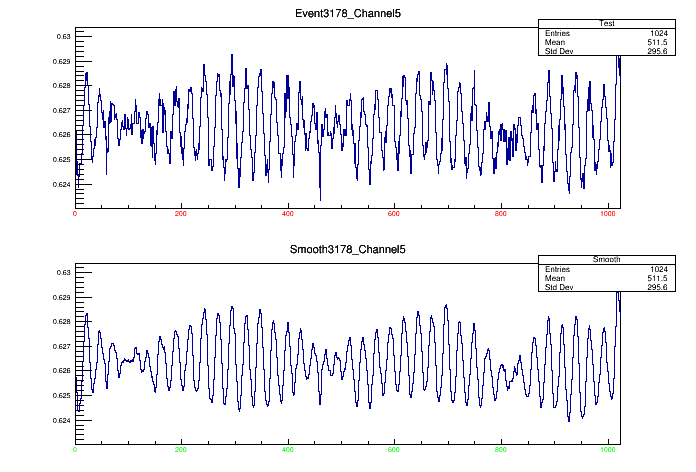 Event3178_Channel5
Test
Entries 1024
Mean 511.5
Std Dev 295.6
0.63
0.629
0.628
0.627
0.626
0.625
0.624
0 200 400 600 800 1000
Smooth3178_Channel5
Smooth
Entries 1024
Mean 511.5
Std Dev 295.6
0.63
0.629
0.628
0.627
0.626
0.625
0.624
0 200 400 600 800 1000